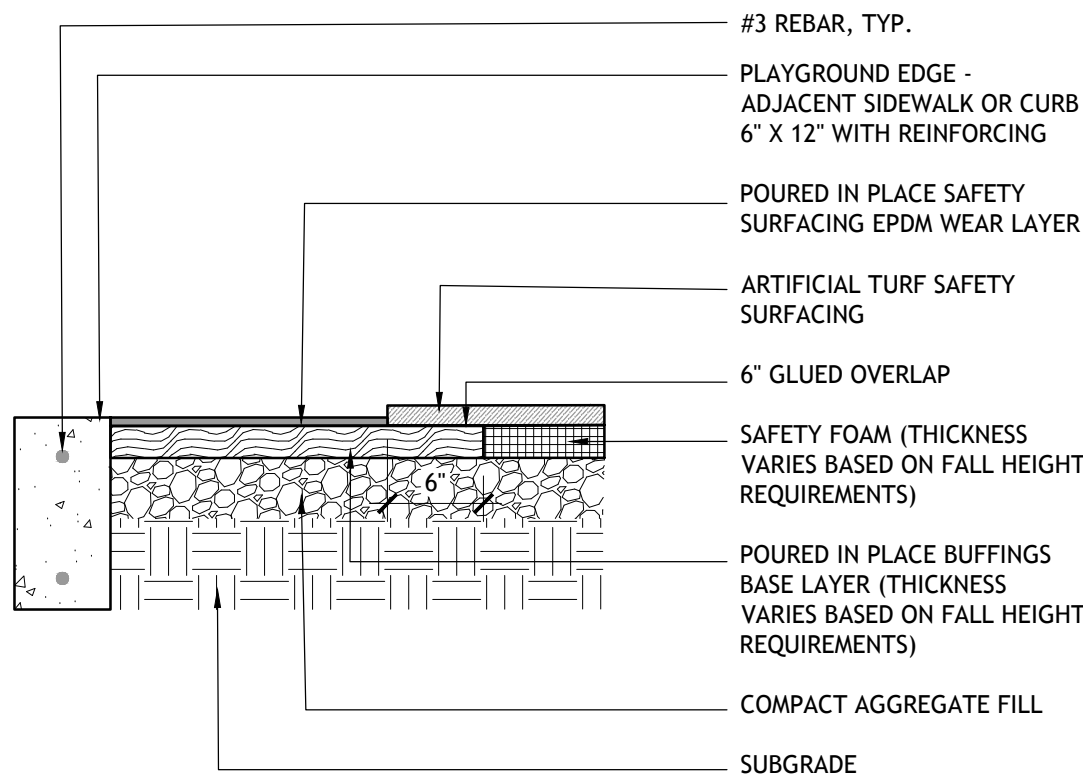 #3 REBAR, TYP.
PLAYGROUND EDGE -
ADJACENT SIDEWALK OR CURB
6" X 12" WITH REINFORCING
POURED IN PLACE SAFETY
SURFACING EPDM WEAR LAYER
ARTIFICIAL TURF SAFETY
SURFACING
6" GLUED OVERLAP
SAFETY FOAM (THICKNESS
VARIES BASED ON FALL HEIGHT
REQUIREMENTS)
6"
POURED IN PLACE BUFFINGS
BASE LAYER (THICKNESS
VARIES BASED ON FALL HEIGHT
REQUIREMENTS)
COMPACT AGGREGATE FILL
SUBGRADE